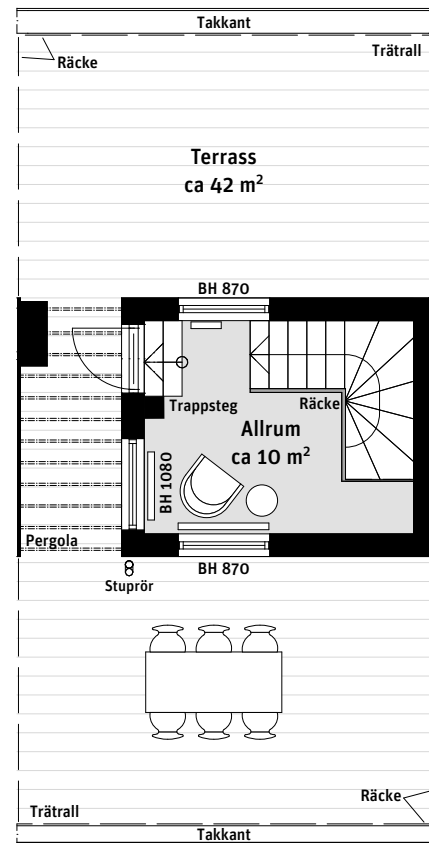 Takkant
Räcke
Trätrall
Terrass
ca 42 m²
BH 870
Trappsteg
Räcke
Allrum
ca 10 m²
BH 1080
Pergola
BH 870
Stuprör
Räcke
Trätrall
Takkant